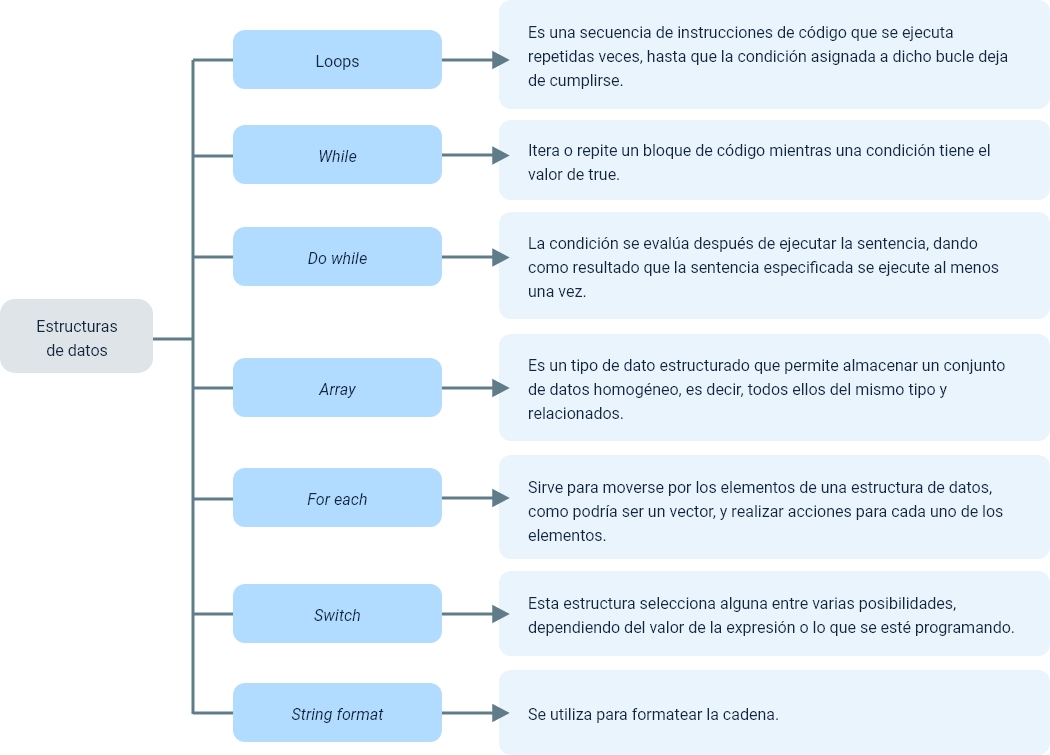 Estructuras
de datos
Loops
Es una secuencia de instrucciones de código que se ejecuta
repetidas veces, hasta que la condición asignada a dicho bucle deja
de cumplirse.
While
Itera o repite un bloque de código mientras una condición tiene el
valor de true.
Do while
La condición se evalúa después de ejecutar la sentencia, dando
como resultado que la sentencia especificada se ejecute al menos
una vez.
Array
Es un tipo de dato estructurado que permite almacenar un conjunto
de datos homogéneo, es decir, todos ellos del mismo tipo y
relacionados.
For each
Sirve para moverse por los elementos de una estructura de datos,
como podría ser un vector, y realizar acciones para cada uno de los
elementos.
Switch
Esta estructura selecciona alguna entre varias posibilidades,
dependiendo del valor de la expresión o lo que se esté programando.
String format
Se utiliza para formatear la cadena.